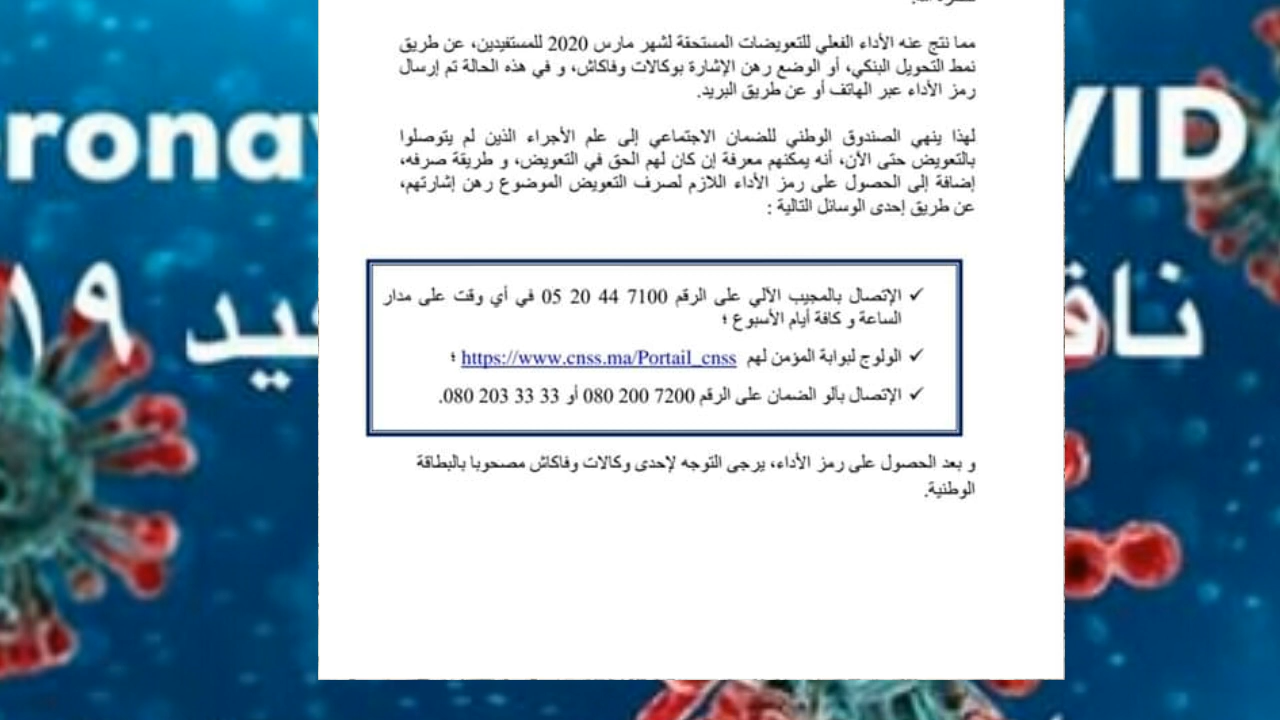 مما نتج عنه الأداء الفعلي للتعويضات المستحقة لشهر مارس 2020 للمستفيدين، عن طريق
نمط التحويل البنكي، أو الوضع رهن الإشارة بوكالات وفاكاش، و في هذه الحالة تم إرسال
رمز الأداء عبر الهاتف أو عن طريق البريد.
لهذا ينهي الصندوق الوطني للضمان الاجتماعي إلى علم الأجراء الذين لم يتوصلوا
بالتعويض حتى الآن، أنه يمكنهم معرفة إن كان لهم الحق في التعويض، و طريقة صرفه،
إضافة إلى الحصول على رمز الأداء اللازم لصرف التعويض الموضوع رهن إشارتهم،
عن طريق إحدى الوسائل التالية :
✓ الإتصال بالمجيب الآلي على الرقم 7100 44 20 05 في أي وقت على مدار
الساعة و كافة أيام الأسبوع ؛
✓ الولوج لبوابة المؤمن لهم https://www.cnss.ma/Portail_cnss ؛
✓ الإتصال بألو الضمان على الرقم 7200 200 080 أو 33 33 203 080.
و بعد الحصول على رمز الأداء، يرجى التوجه لإحدى وكالات وفاكاش مصحوبا بالبطاقة
الوطنية.
rona
VID
يد ١٩